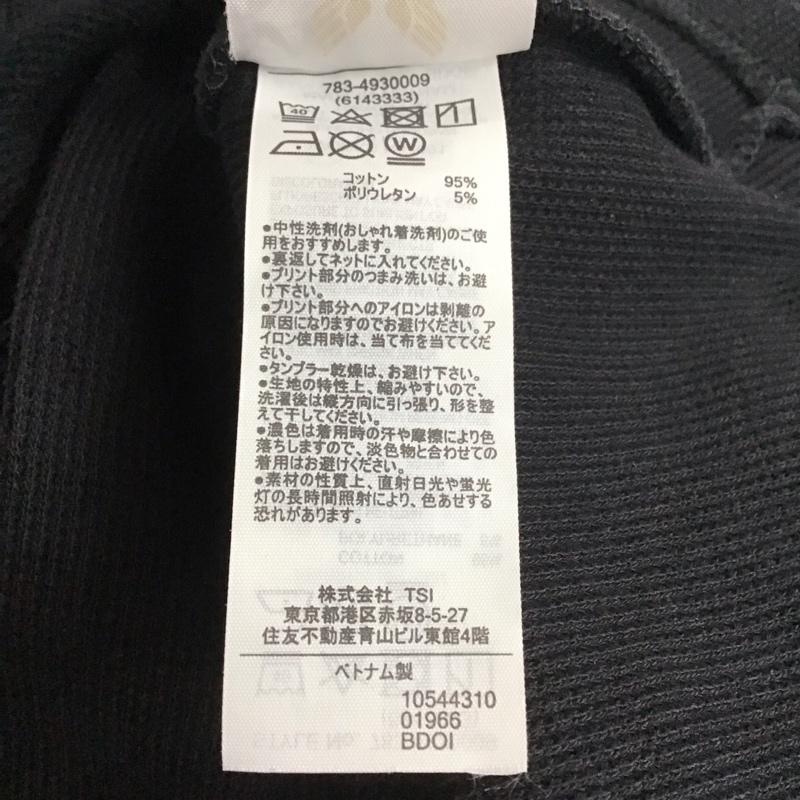 783-4930009
(6143333)
40
W
コットン 95%
ポリウレタン 5%
●中性洗剤(おしゃれ着洗剤)のご使
用をおすすめします。
●裏返してネットに入れてください。
●プリント部分のつまみ洗いは、お避
け下さい。
●プリント部分へのアイロンは剥離の
原因になりますのでお避けください。ア
イロン使用時は、当て布を当ててくだ
さい。
●タンブラー乾燥は、お避け下さい。
●生地の特性上、縮みやすいので、
洗濯後は縦方向に引っ張り、形を整
えて干してください。
●濃色は着用時の汗や摩擦により色
落ちしますので、淡色物と合わせての
着用はお避けください。
●素材の性質上、直射日光や蛍光
灯の長時間照射により、色あせする
恐れがあります。
株式会社 TSI
東京都港区赤坂8-5-27
住友不動産青山ビル東館4階
ベトナム製
10544310
01966
BDOI